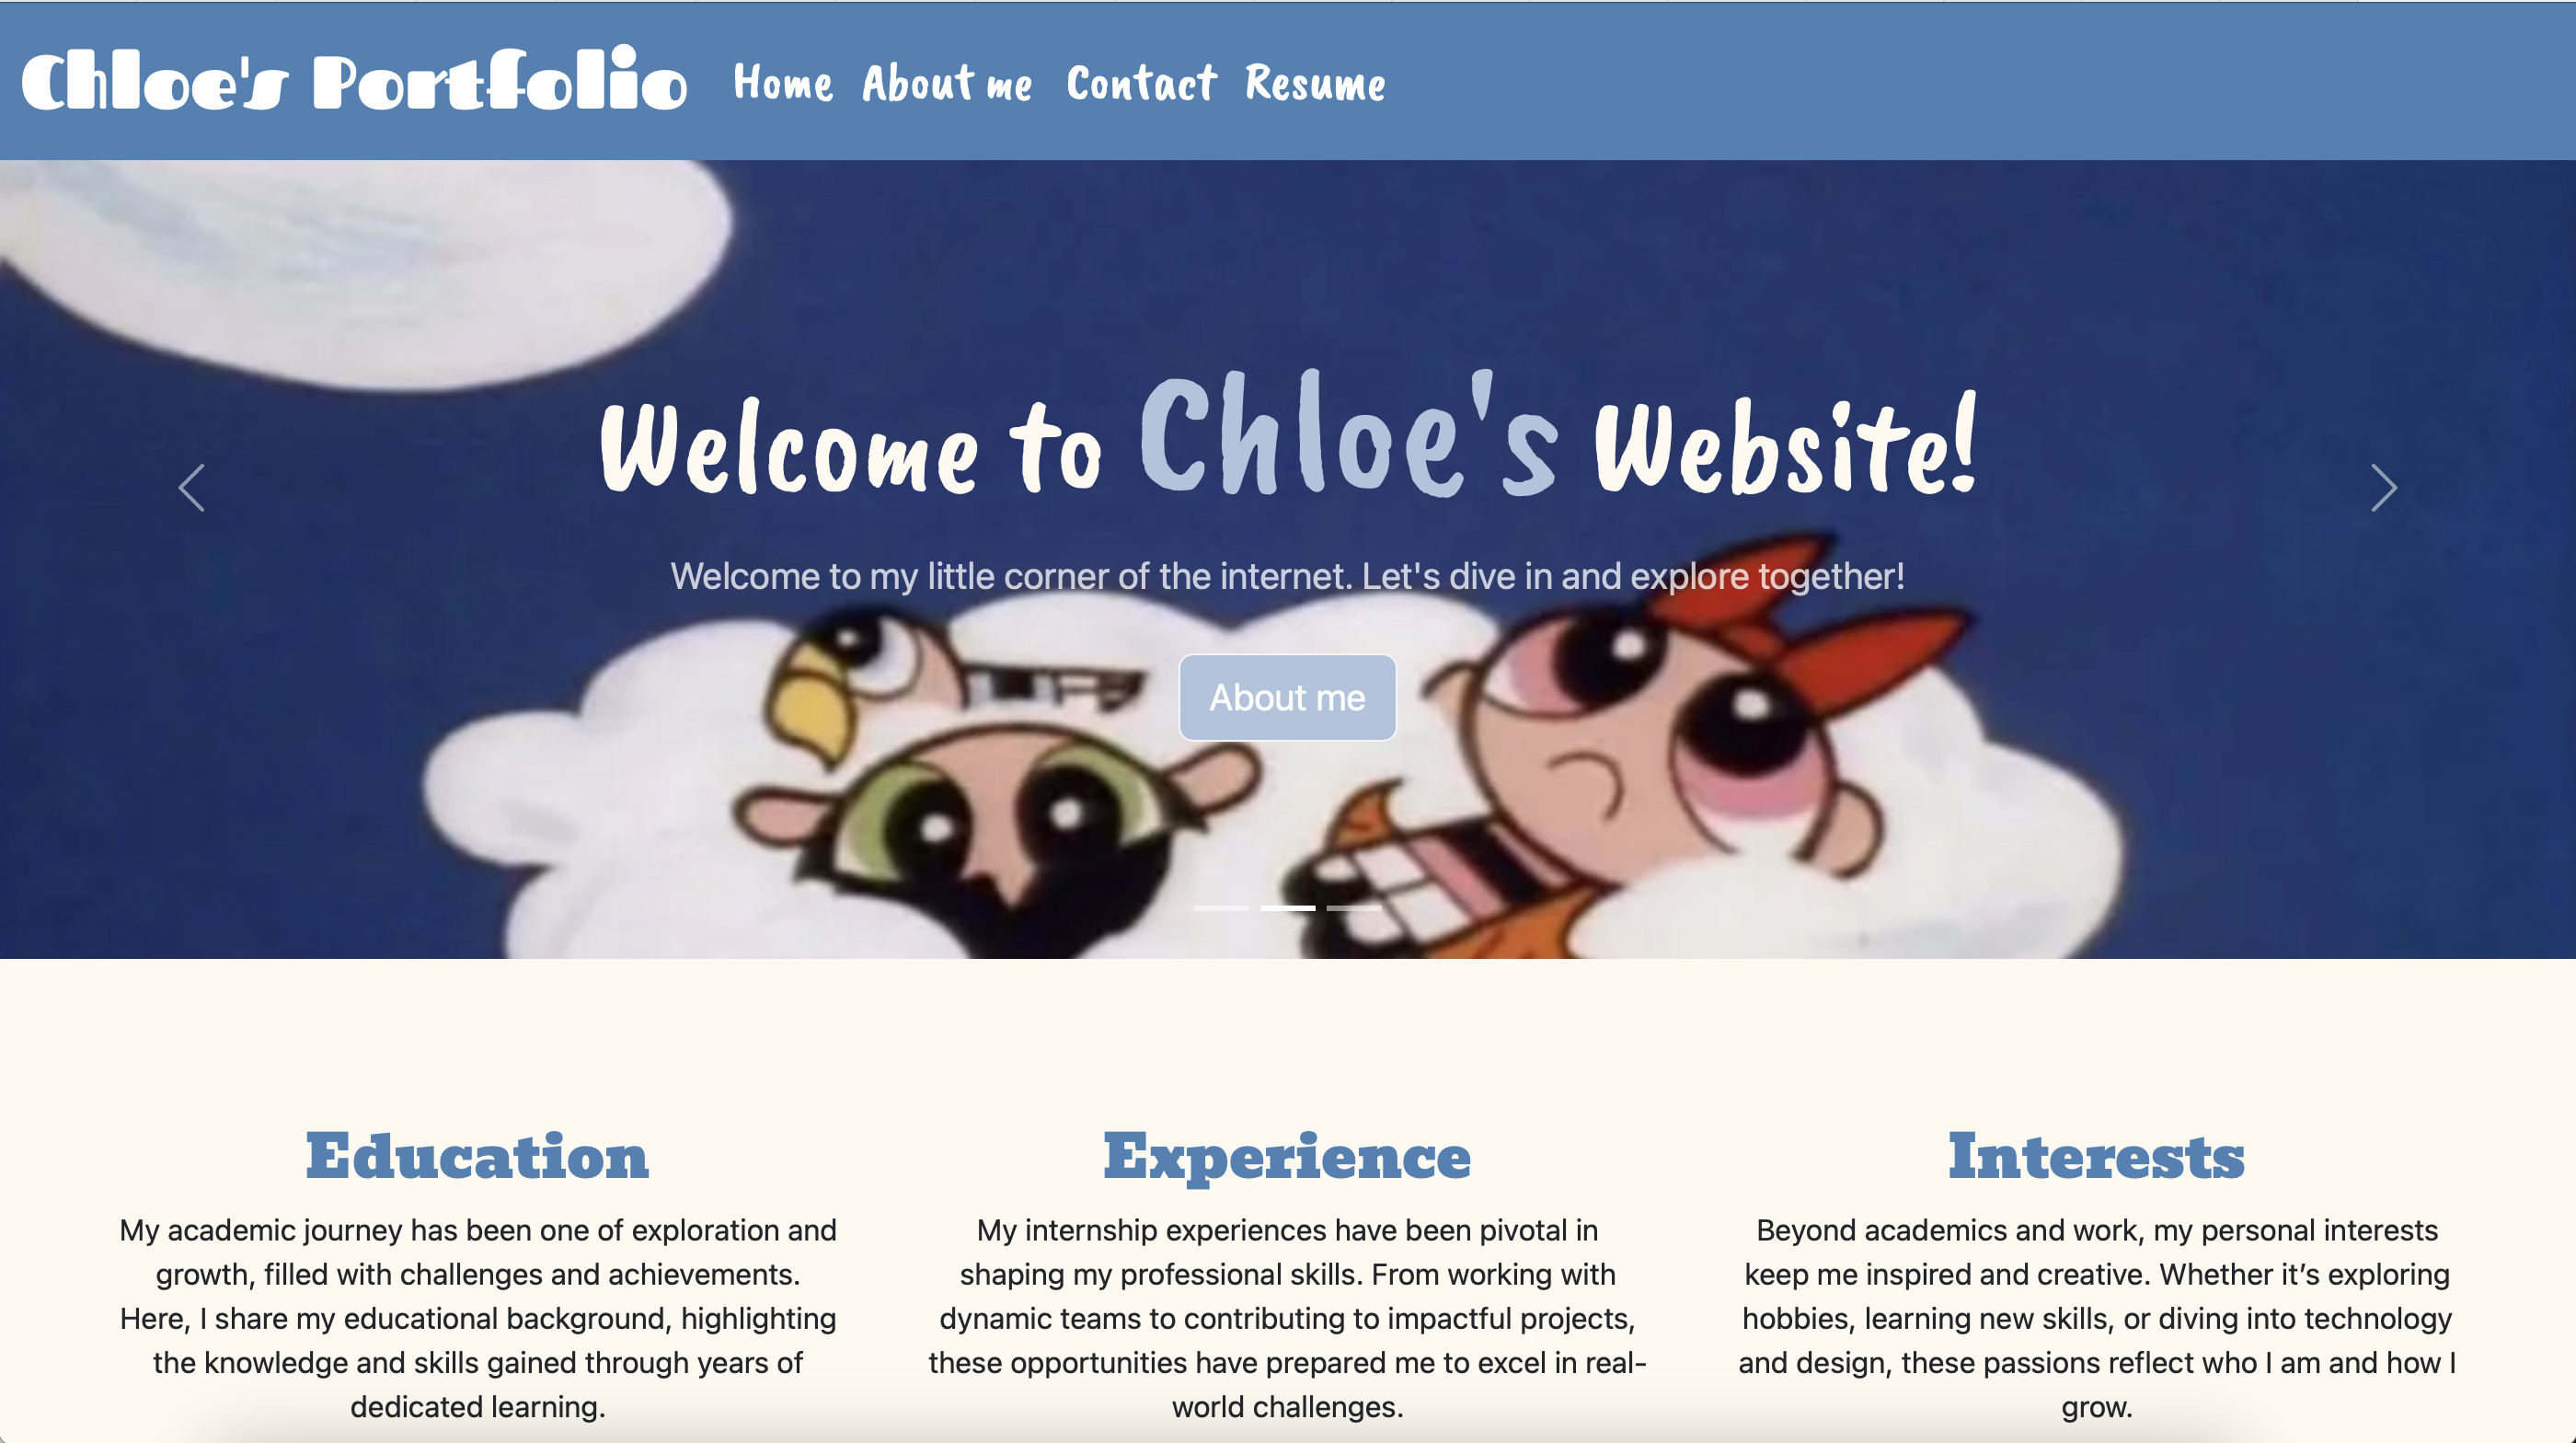 Chloe's Portfolio Home About me Contact Resume
Welcome to Chloe's Website!
Welcome to my little corner of the internet. Let's dive in and explore together!
About me
Education
My academic journey has been one of exploration and
growth, filled with challenges and achievements.
Here, I share my educational background, highlighting
the knowledge and skills gained through years of
dedicated learning.
Experience
My internship experiences have been pivotal in
shaping my professional skills. From working with
dynamic teams to contributing to impactful projects,
these opportunities have prepared me to excel in real-
world challenges.
Interests
Beyond academics and work, my personal interests
keep me inspired and creative. Whether it’s exploring
hobbies, learning new skills, or diving into technology
and design, these passions reflect who I am and how I
grow.